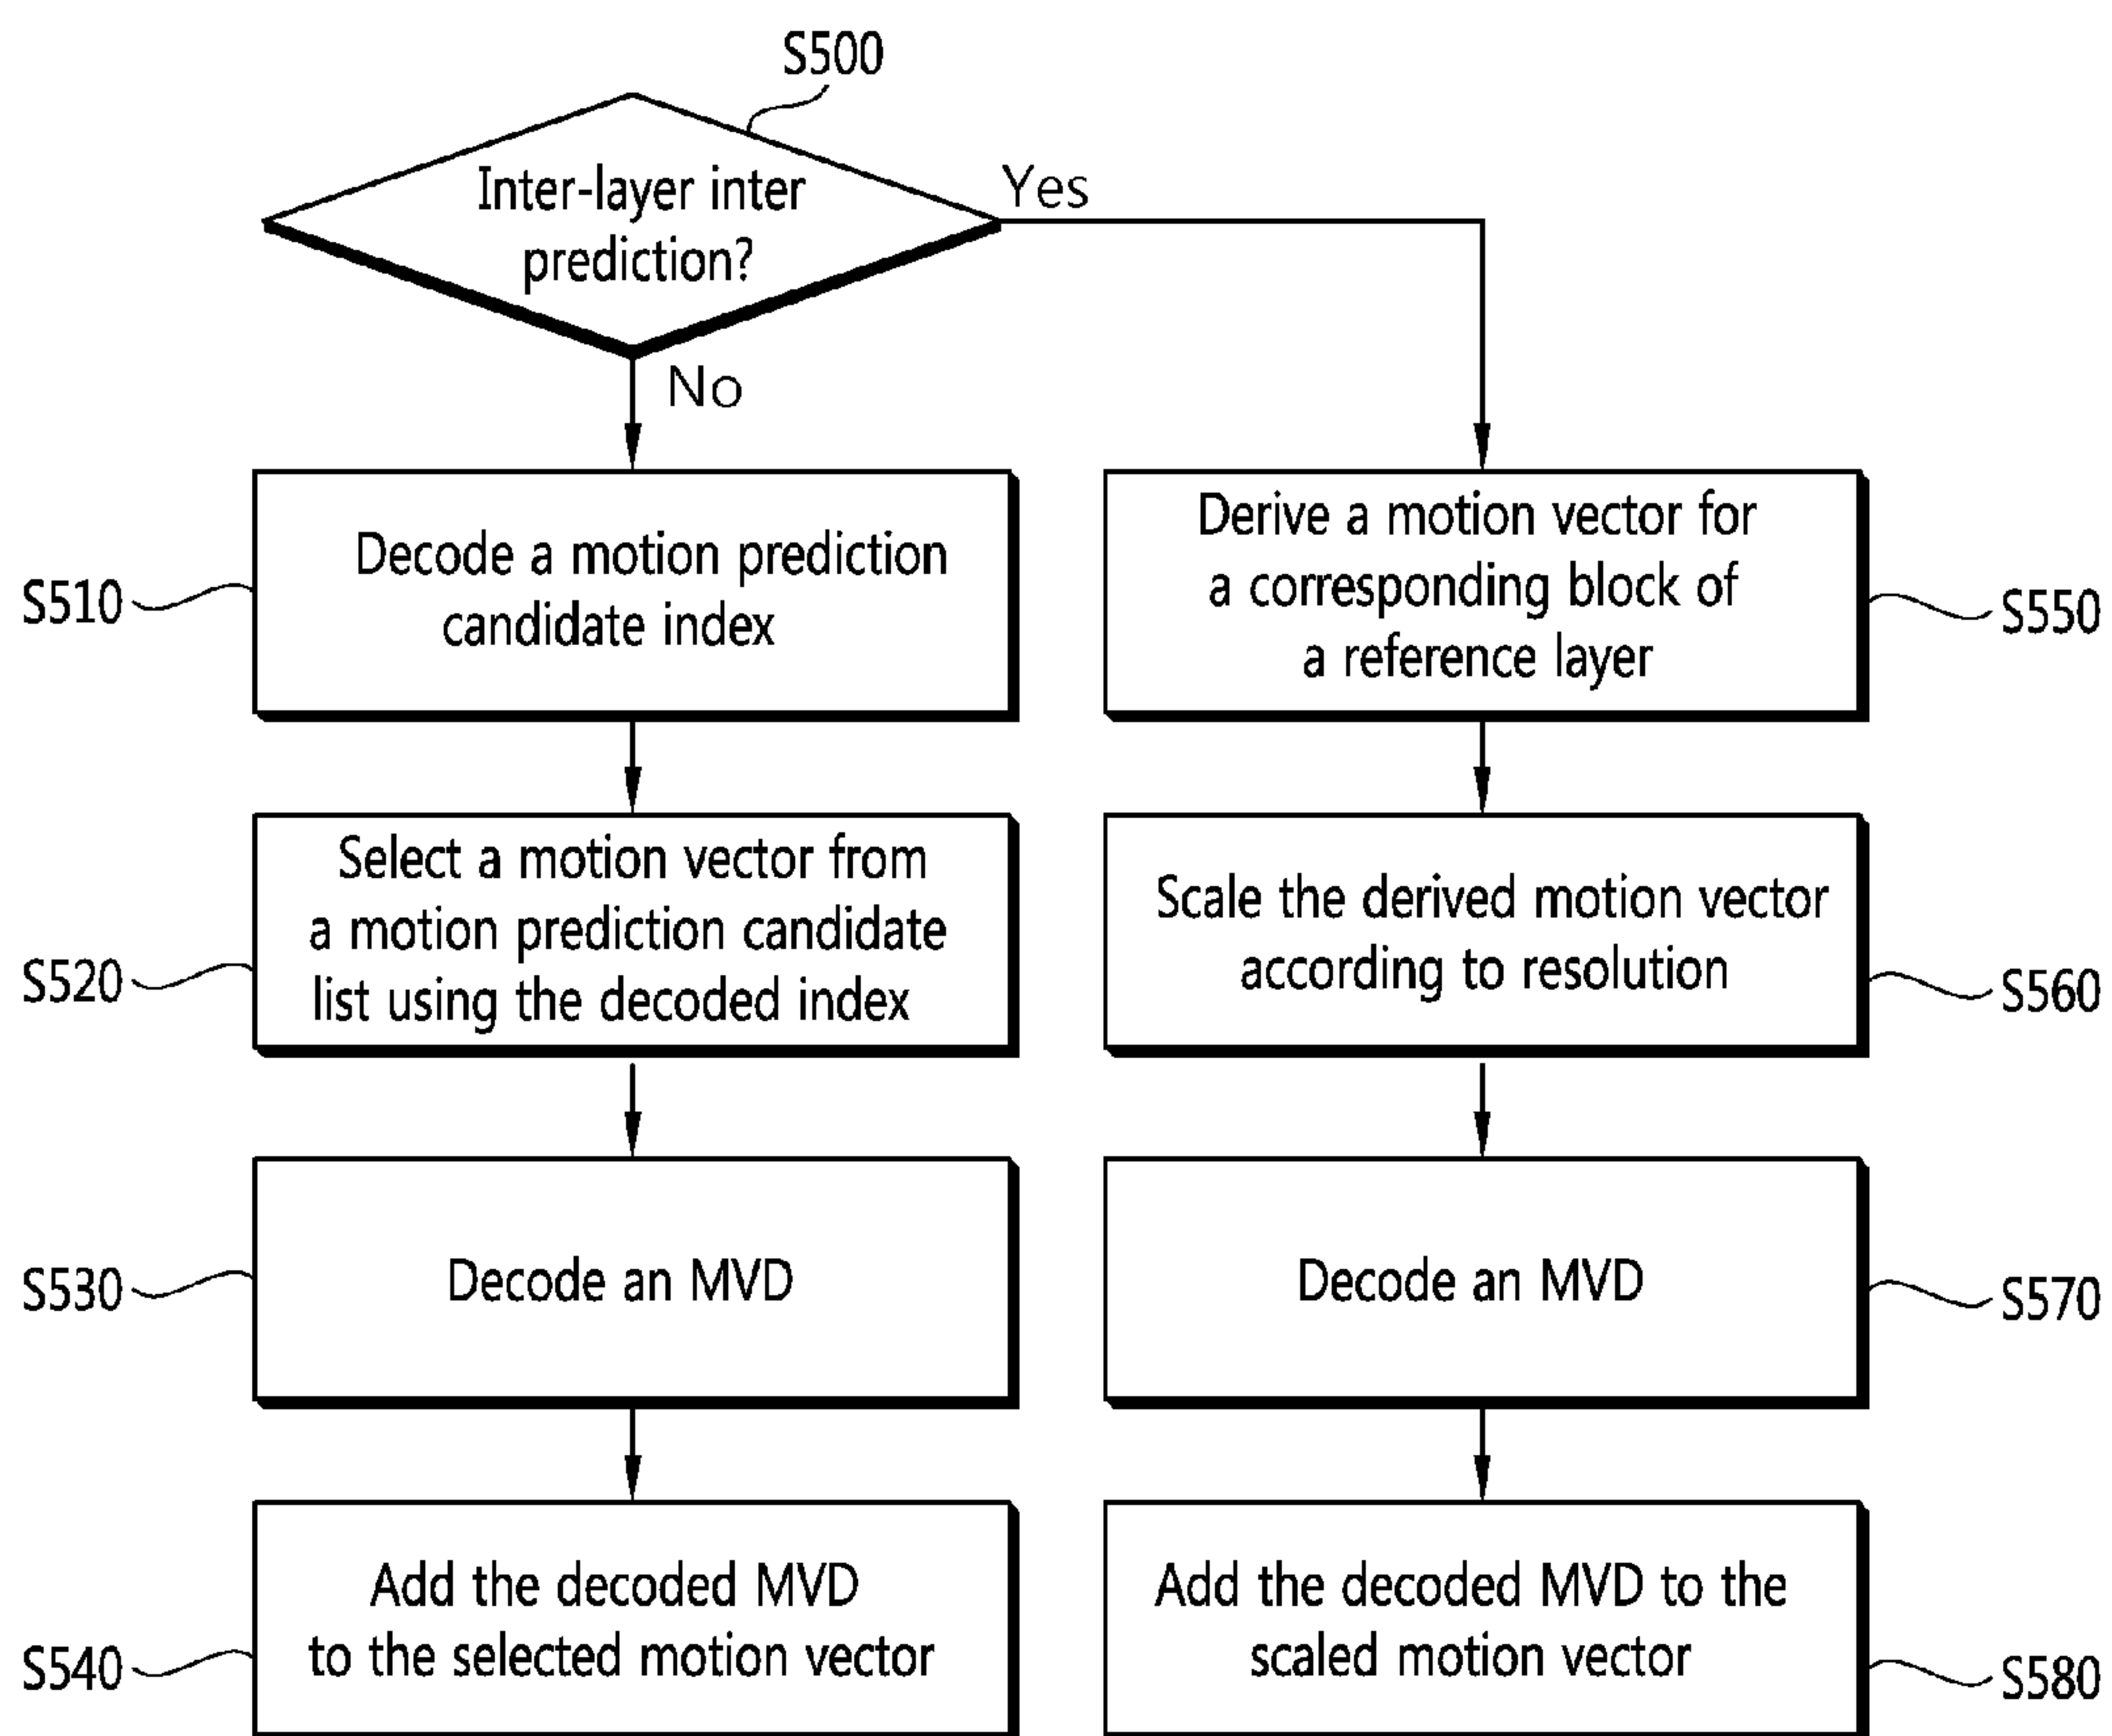 S500
Inter-layer inter
prediction?
Yes
No
S510
Decode a motion prediction
candidate index
Derive a motion vector for
a corresponding block of
a reference layer
S550
S520
Select a motion vector from
a motion prediction candidate
list using the decoded index
Scale the derived motion vector
according to resolution
S560
S530
Decode an MVD
Decode an MVD
S570
S540
Add the decoded MVD
to the selected motion vector
Add the decoded MVD to the
scaled motion vector
S580